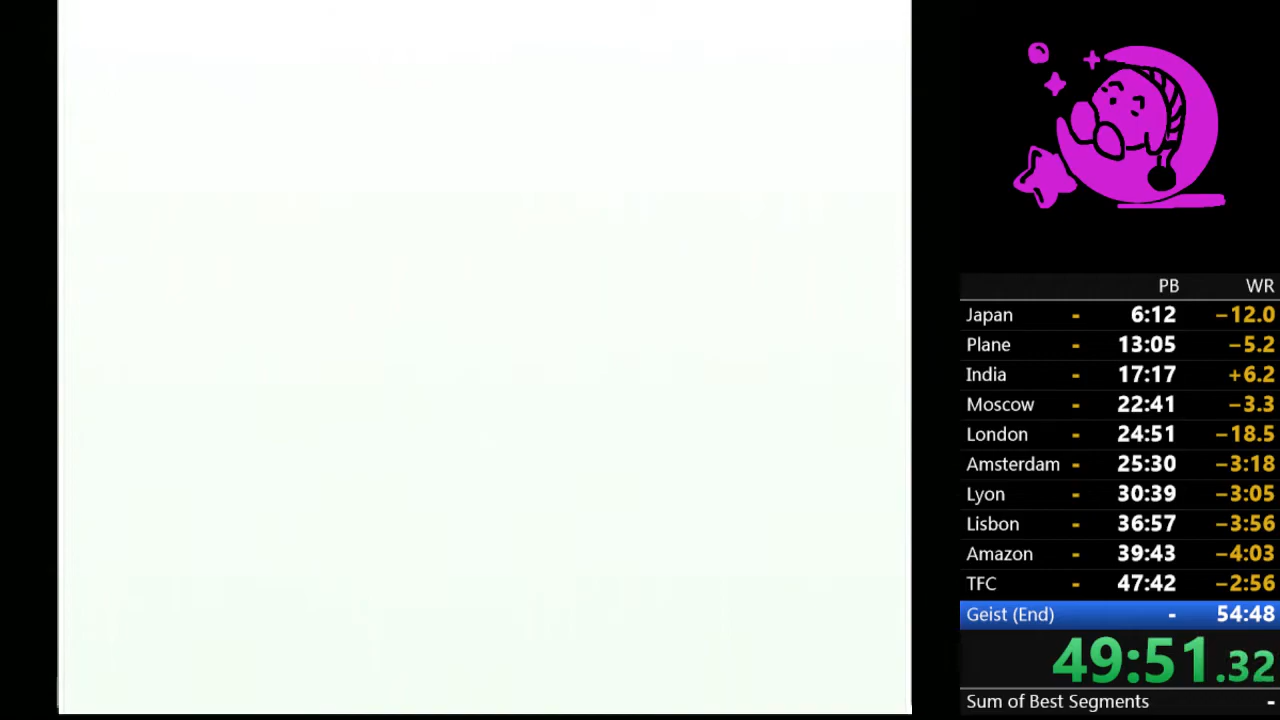 PB WR
Japan - 6:12 −12.0
Plane - 13:05 −5.2
India - 17:17 +6.2
Moscow - 22:41 −3.3
London - 24:51 −18.5
Amsterdam - 25:30 −3:18
Lyon - 30:39 −3:05
Lisbon - 36:57 −3:56
Amazon - 39:43 −4:03
TFC - 47:42 −2:56
Geist (End) - 54:48
49:51.32
Sum of Best Segments -